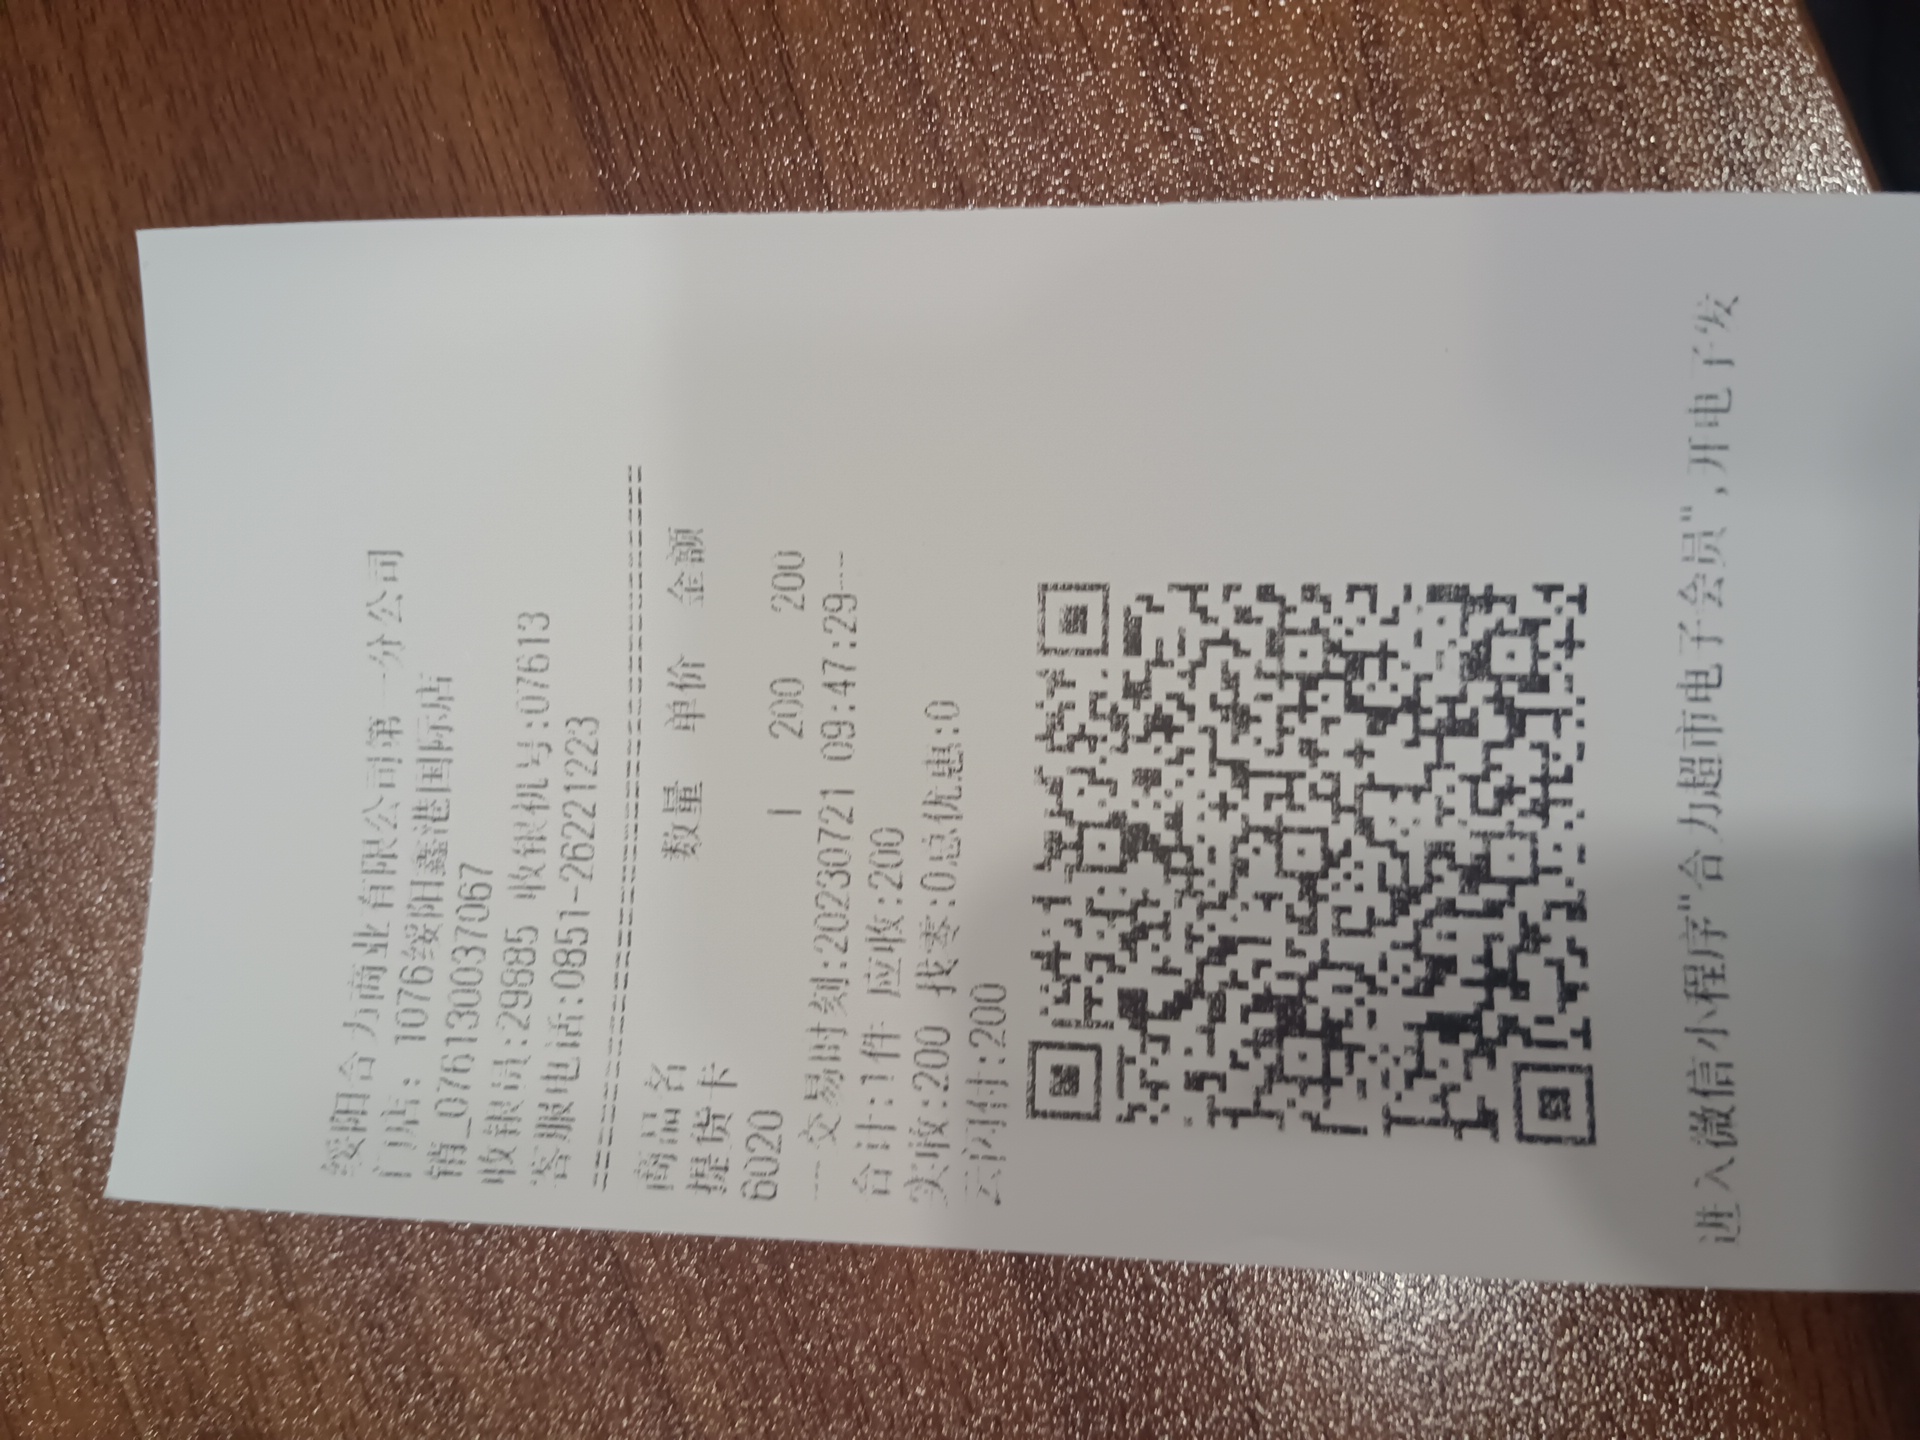 绥阳合力商业有限公司第一分公司
门店: 1076绥阳鑫港国际店
销_076130037067
收银员:29885 收银机号:07613
客服电话:0851-26221223
================================
商品名 数量 单价 金额
提货卡
6020 1 200 200
----交易时刻:20230721 09:47:29----
合计:1件 应收:200
实收:200 找零:0总优惠:0
云闪付:200
进入微信小程序"合力超市电子会员",开电子发